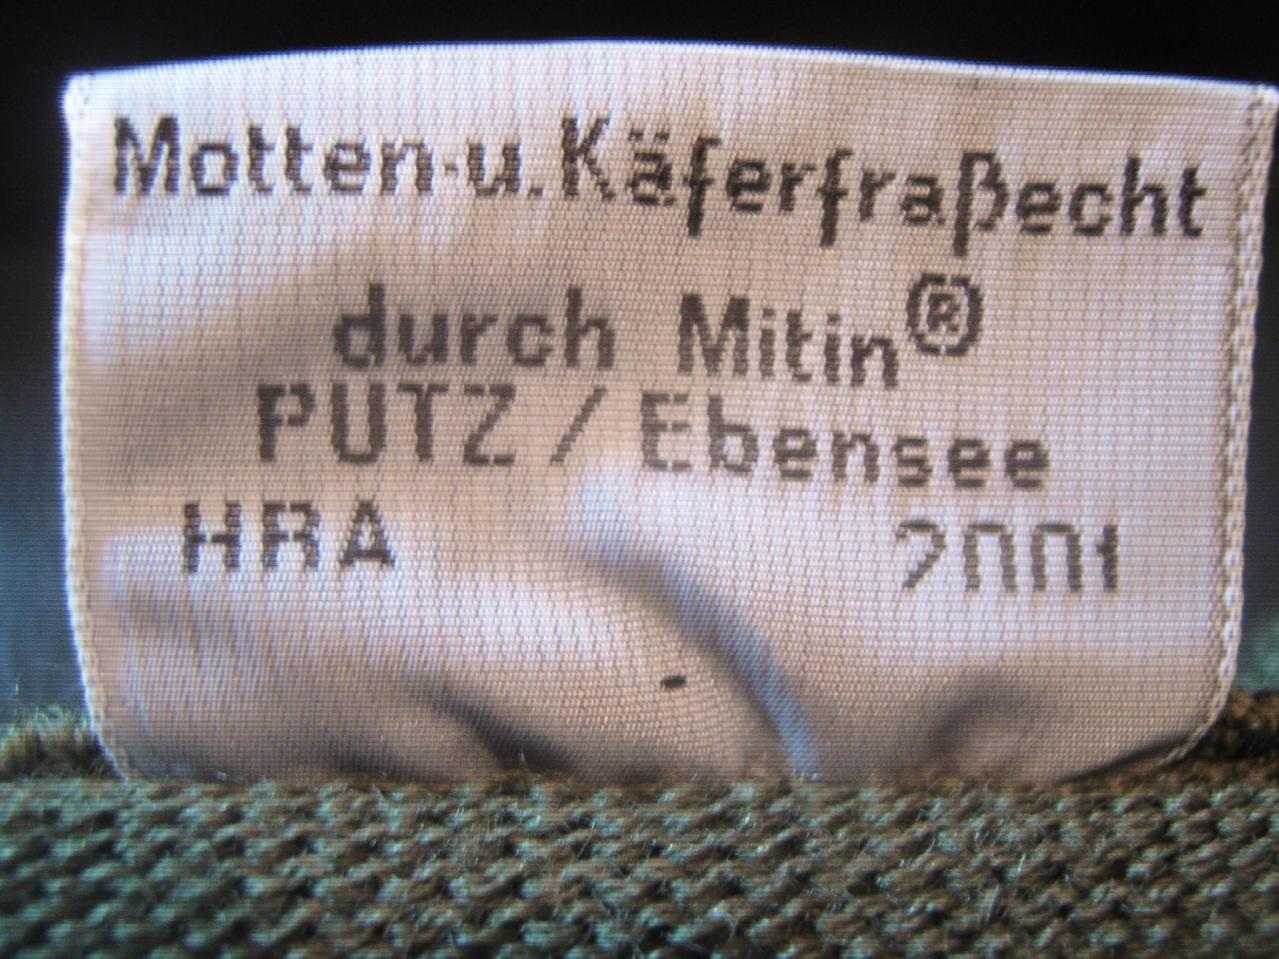 Motten-u.Käferfraßecht
durch Mitin®
PUTZ / Ebensee
HRA 2001